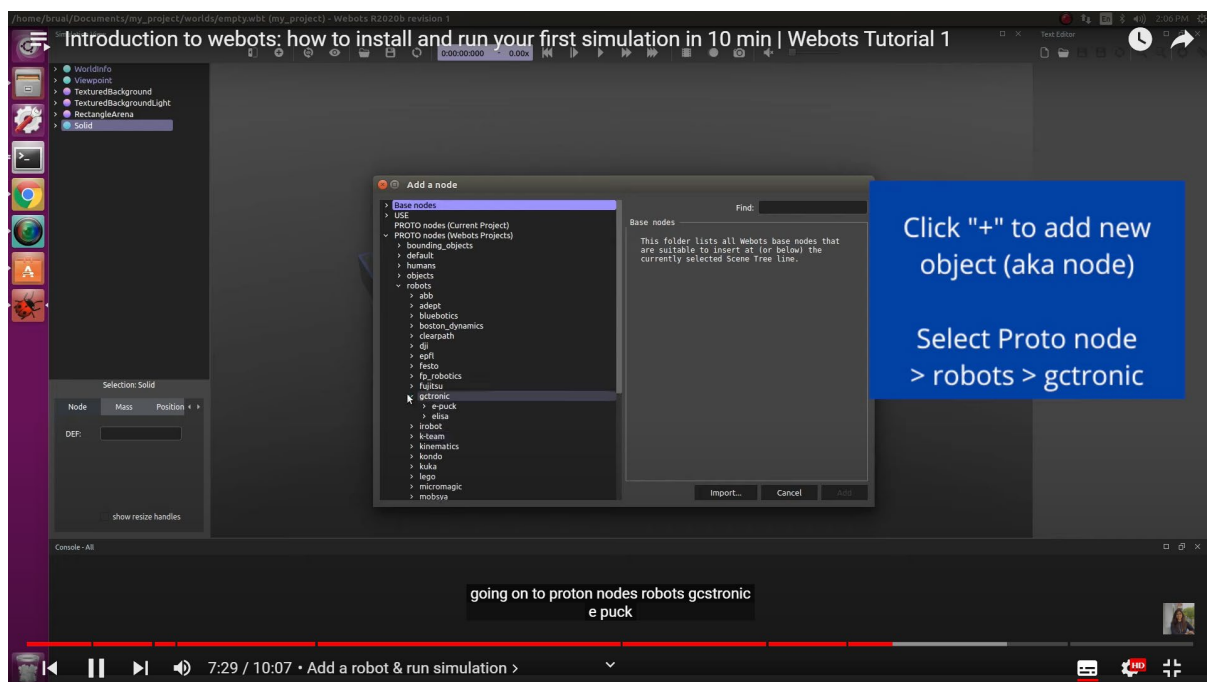 /home/brual/Documents/my_project/worlds/empty.wbt (my_project) - Webots R2020b revision 1
En
2:06 PM
Introduction to webots: how to install and run your first simulation in 10 min | Webots Tutorial 1
Text Editor
0:00:00:000 - 0.00x
WorldInfo
Viewpoint
TexturedBackground
TexturedBackgroundLight
RectangleArena
Solid
Add a node
Base nodes
USE
PROTO nodes (Current Project)
PROTO nodes (Webots Projects)
bounding_objects
default
humans
objects
robots
abb
adept
bluebotics
boston_dynamics
clearpath
dji
epfl
festo
fp_robotics
fujitsu
gctronic
e-puck
elisa
irobot
k-team
kinematics
kondo
kuka
lego
micromagic
mobsya
Find:
Base nodes
This folder lists all Webots base nodes that
are suitable to insert at (or below) the
currently selected Scene Tree line.
Import... Cancel Add
Click "+" to add new
object (aka node)
Select Proto node
> robots > gctronic
Selection: Solid
Node Mass Position
DEF:
show resize handles
Console - All
going on to proton nodes robots gcstronic
e puck
7:29 / 10:07 • Add a robot & run simulation >
HD